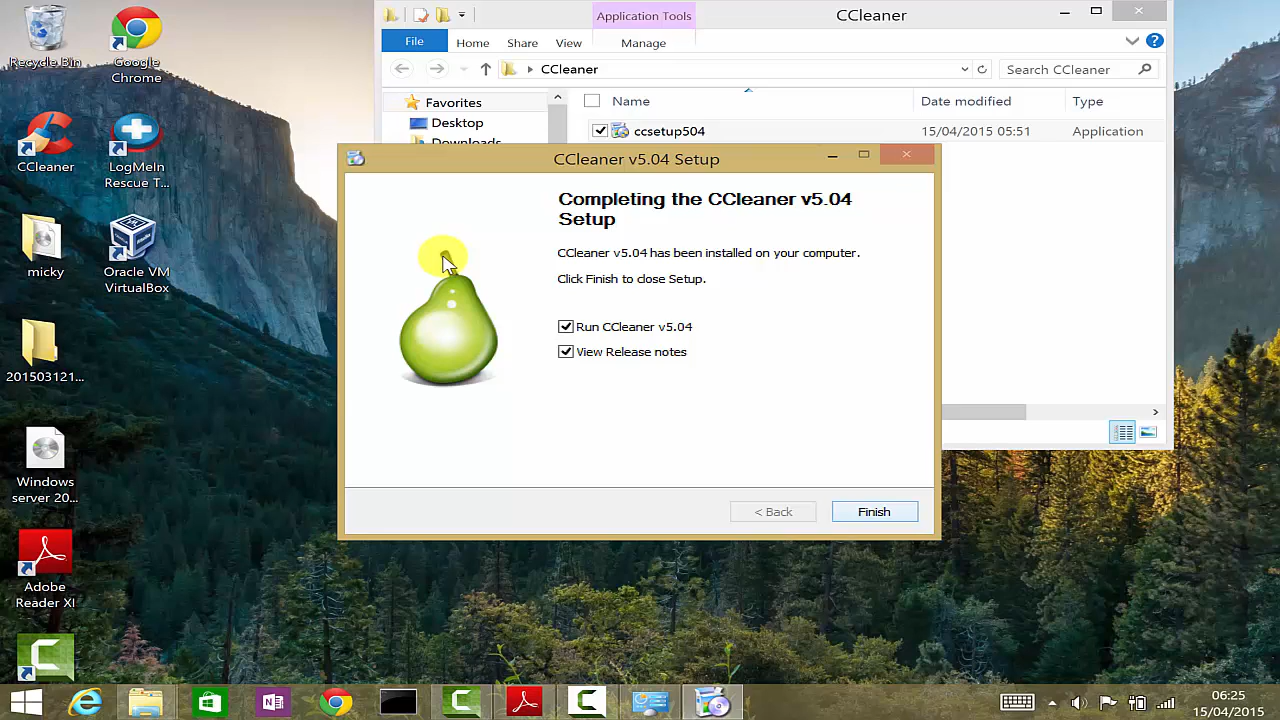 Recycle Bin
Google
Chrome
CCleaner
LogMeIn
Rescue T...
micky
Oracle VM
VirtualBox
201503121...
Windows
server 20...
Adobe
Reader XI
Application Tools
CCleaner
File
Home
Share
View
Manage
CCleaner
Search CCleaner
Favorites
Desktop
Downloads
Name
Date modified
Type
ccsetup504
15/04/2015 05:51
Application
CCleaner v5.04 Setup
Completing the CCleaner v5.04
Setup
CCleaner v5.04 has been installed on your computer.
Click Finish to close Setup.
Run CCleaner v5.04
View Release notes
< Back
Finish
06:25
15/04/2015